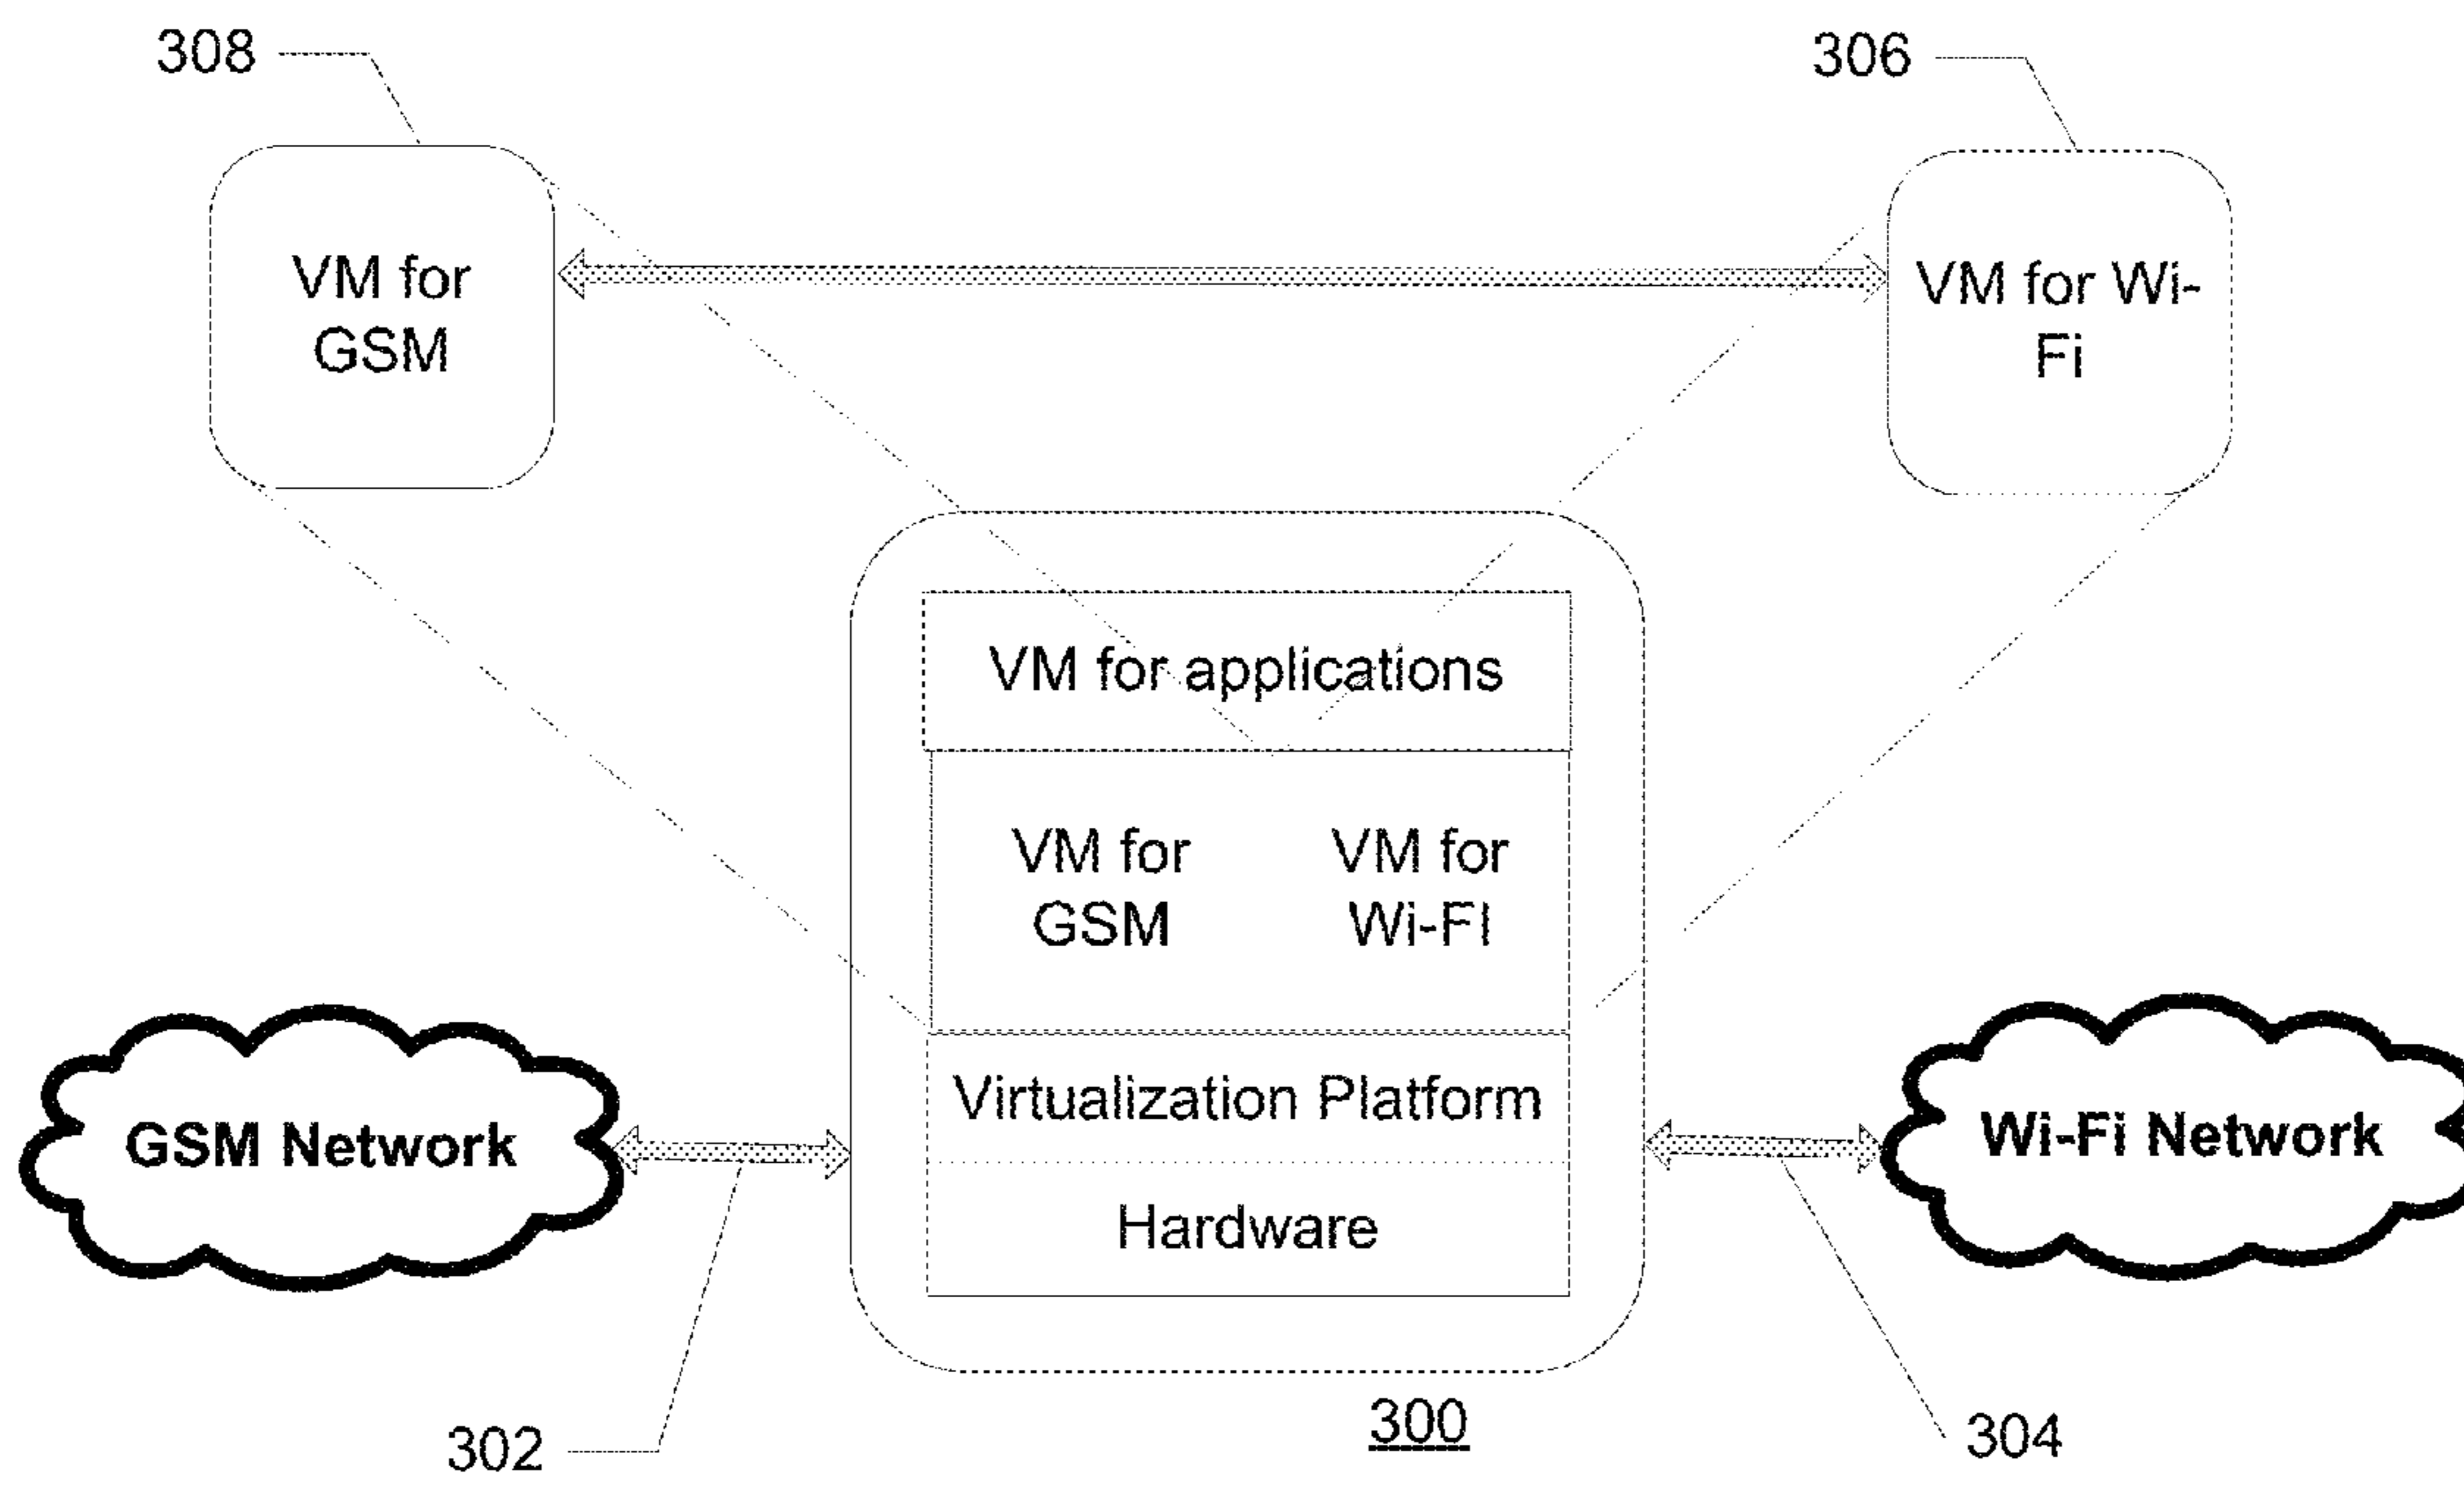 308
306
VM for
GSM
VM for Wi-
Fi
VM for applications
VM for
GSM
VM for
Wi-FI
Virtualization Platform
GSM Network
Wi-Fi Network
Hardware
300
302
304